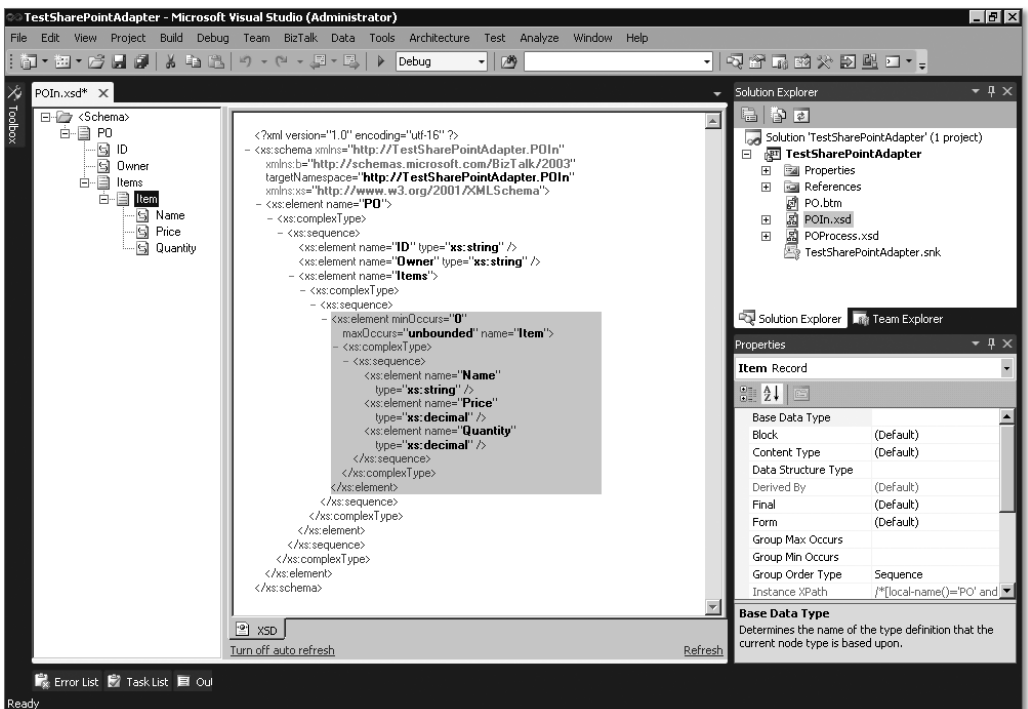 TestSharePointAdapter - Microsoft Visual Studio (Administrator)
File Edit View Project Build Debug Team BizTalk Data Tools Architecture Test Analyze Window Help
Debug
Toolbox
POIn.xsd* ×
<Schema>
PO
ID
Owner
Items
Item
Name
Price
Quantity
<?xml version="1.0" encoding="utf-16" ?>
- <xs:schema xmlns="http://TestSharePointAdapter.POIn"
xmlns:b="http://schemas.microsoft.com/BizTalk/2003"
targetNamespace="http://TestSharePointAdapter.POIn"
xmlns:xs="http://www.w3.org/2001/XMLSchema">
- <xs:element name="PO">
- <xs:complexType>
- <xs:sequence>
<xs:element name="ID" type="xs:string" />
<xs:element name="Owner" type="xs:string" />
- <xs:element name="Items">
- <xs:complexType>
- <xs:sequence>
- <xs:element minOccurs="0"
maxOccurs="unbounded" name="Item">
- <xs:complexType>
- <xs:sequence>
<xs:element name="Name"
type="xs:string" />
<xs:element name="Price"
type="xs:decimal" />
<xs:element name="Quantity"
type="xs:decimal" />
</xs:sequence>
</xs:complexType>
</xs:element>
</xs:sequence>
</xs:complexType>
</xs:element>
</xs:sequence>
</xs:complexType>
</xs:element>
</xs:schema>
XSD
Turn off auto refresh Refresh
Solution Explorer
Solution 'TestSharePointAdapter' (1 project)
TestSharePointAdapter
Properties
References
PO.btm
POIn.xsd
POProcess.xsd
TestSharePointAdapter.snk
Solution Explorer Team Explorer
Properties
Item Record
Base Data Type
Block (Default)
Content Type (Default)
Data Structure Type
Derived By (Default)
Final (Default)
Form (Default)
Group Max Occurs
Group Min Occurs
Group Order Type Sequence
Instance XPath /*[local-name()='PO' and
Base Data Type
Determines the name of the type definition that the
current node type is based upon.
Error List Task List Ou
Ready